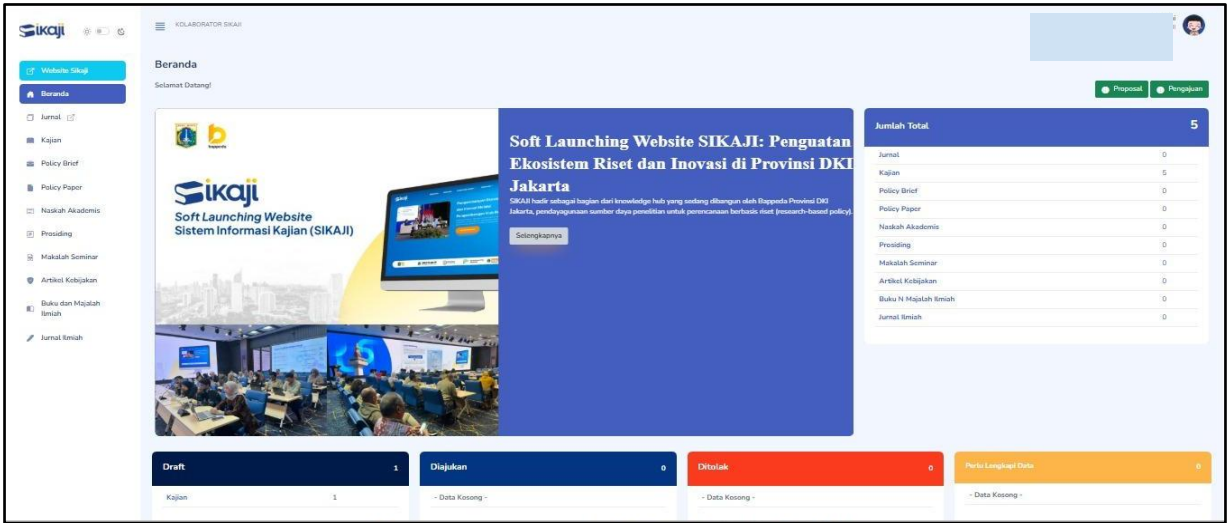 Sikaji
KOLABORATOR SIKAJI
Website Sikaji
Beranda
Jurnal
Kajian
Policy Brief
Policy Paper
Naskah Akademis
Prosiding
Makalah Seminar
Artikel Kebijakan
Buku dan Majalah
Ilmiah
Jurnal Ilmiah
Beranda
Selamat Datang!
Proposal
Pengajuan
bappeda
Sikaji
Soft Launching Website
Sistem Informasi Kajian (SIKAJI)
Soft Launching Website SIKAJI: Penguatan
Ekosistem Riset dan Inovasi di Provinsi DKI
Jakarta
SIKAJI hadir sebagai bagian dari knowledge hub yang sedang dibangun oleh Bappeda Provinsi DKI
Jakarta, pendayagunaan sumber daya penelitian untuk perencanaan berbasis riset (research-based policy).
Selengkapnya
Jumlah Total 5
Jurnal 0
Kajian 5
Policy Brief 0
Policy Paper 0
Naskah Akademis 0
Prosiding 0
Makalah Seminar 0
Artikel Kebijakan 0
Buku N Majalah Ilmiah 0
Jurnal Ilmiah 0
Draft 1
Kajian 1
Diajukan 0
- Data Kosong -
Ditolak 0
- Data Kosong -
Perlu Lengkapi Data 0
- Data Kosong -